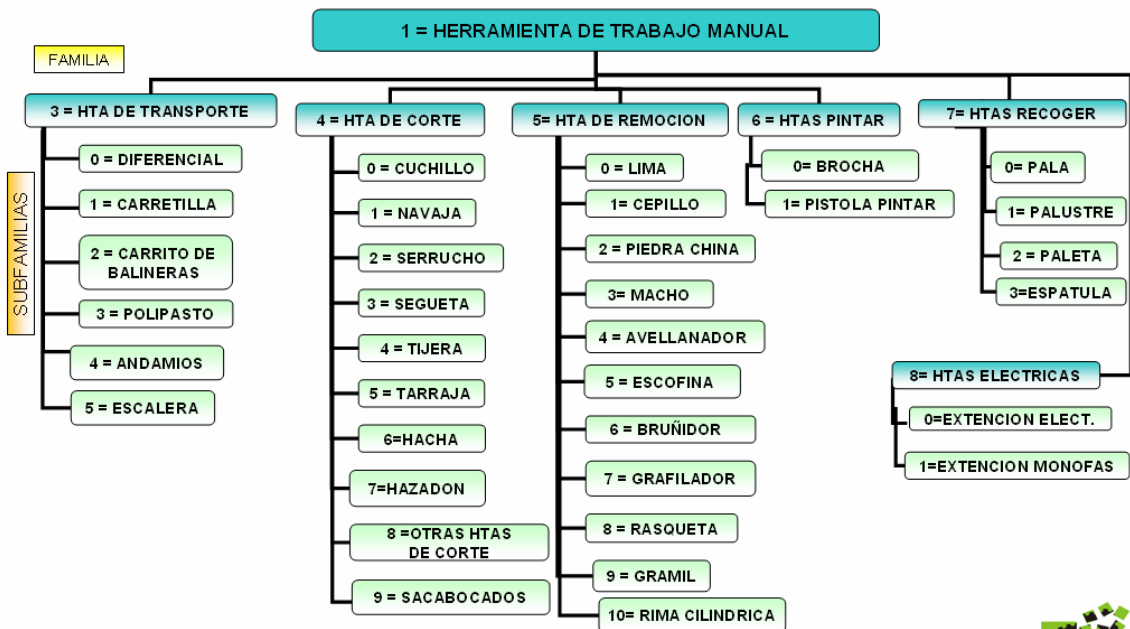 1 = HERRAMIENTA DE TRABAJO MANUAL
FAMILIA
SUBFAMILIAS
3 = HTA DE TRANSPORTE
0 = DIFERENCIAL
1 = CARRETILLA
2 = CARRITO DE
BALINERAS
3 = POLIPASTO
4 = ANDAMIOS
5 = ESCALERA
4 = HTA DE CORTE
0 = CUCHILLO
1 = NAVAJA
2 = SERRUCHO
3 = SEGUETA
4 = TIJERA
5 = TARRAJA
6=HACHA
7=HAZADON
8 =OTRAS HTAS
DE CORTE
9 = SACABOCADOS
5= HTA DE REMOCION
0 = LIMA
1= CEPILLO
2 = PIEDRA CHINA
3= MACHO
4 = AVELLANADOR
5 = ESCOFINA
6 = BRUÑIDOR
7 = GRAFILADOR
8 = RASQUETA
9 = GRAMIL
10= RIMA CILINDRICA
6 = HTAS PINTAR
0= BROCHA
1= PISTOLA PINTAR
7= HTAS RECOGER
0= PALA
1= PALUSTRE
2 = PALETA
3=ESPATULA
8= HTAS ELECTRICAS
0=EXTENCION ELECT.
1=EXTENCION MONOFAS